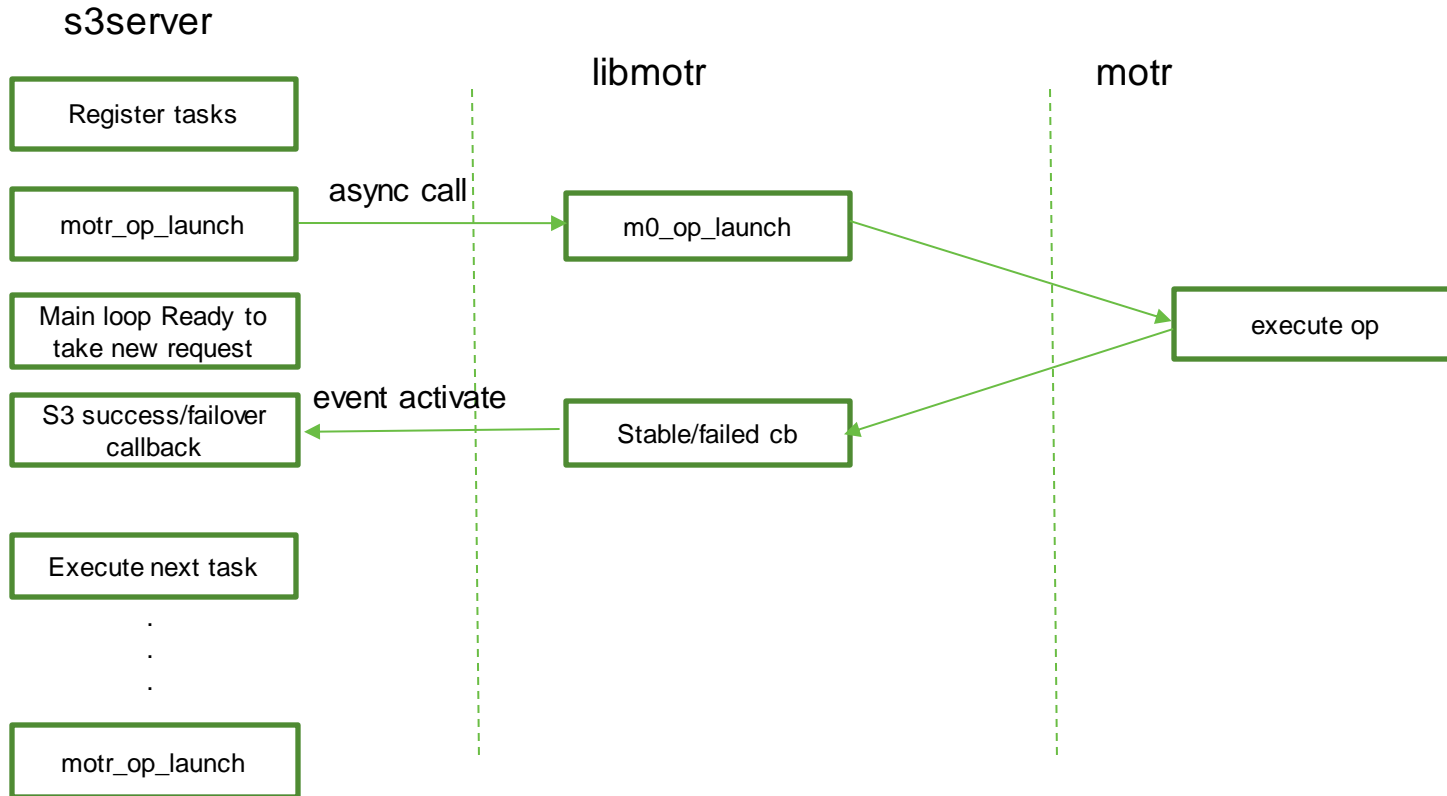 s3server
libmotr
motr
Register tasks
async call
motr_op_launch
m0_op_launch
Main loop Ready to
take new request
execute op
event activate
S3 success/failover
callback
Stable/failed cb
Execute next task
.
.
.
motr_op_launch